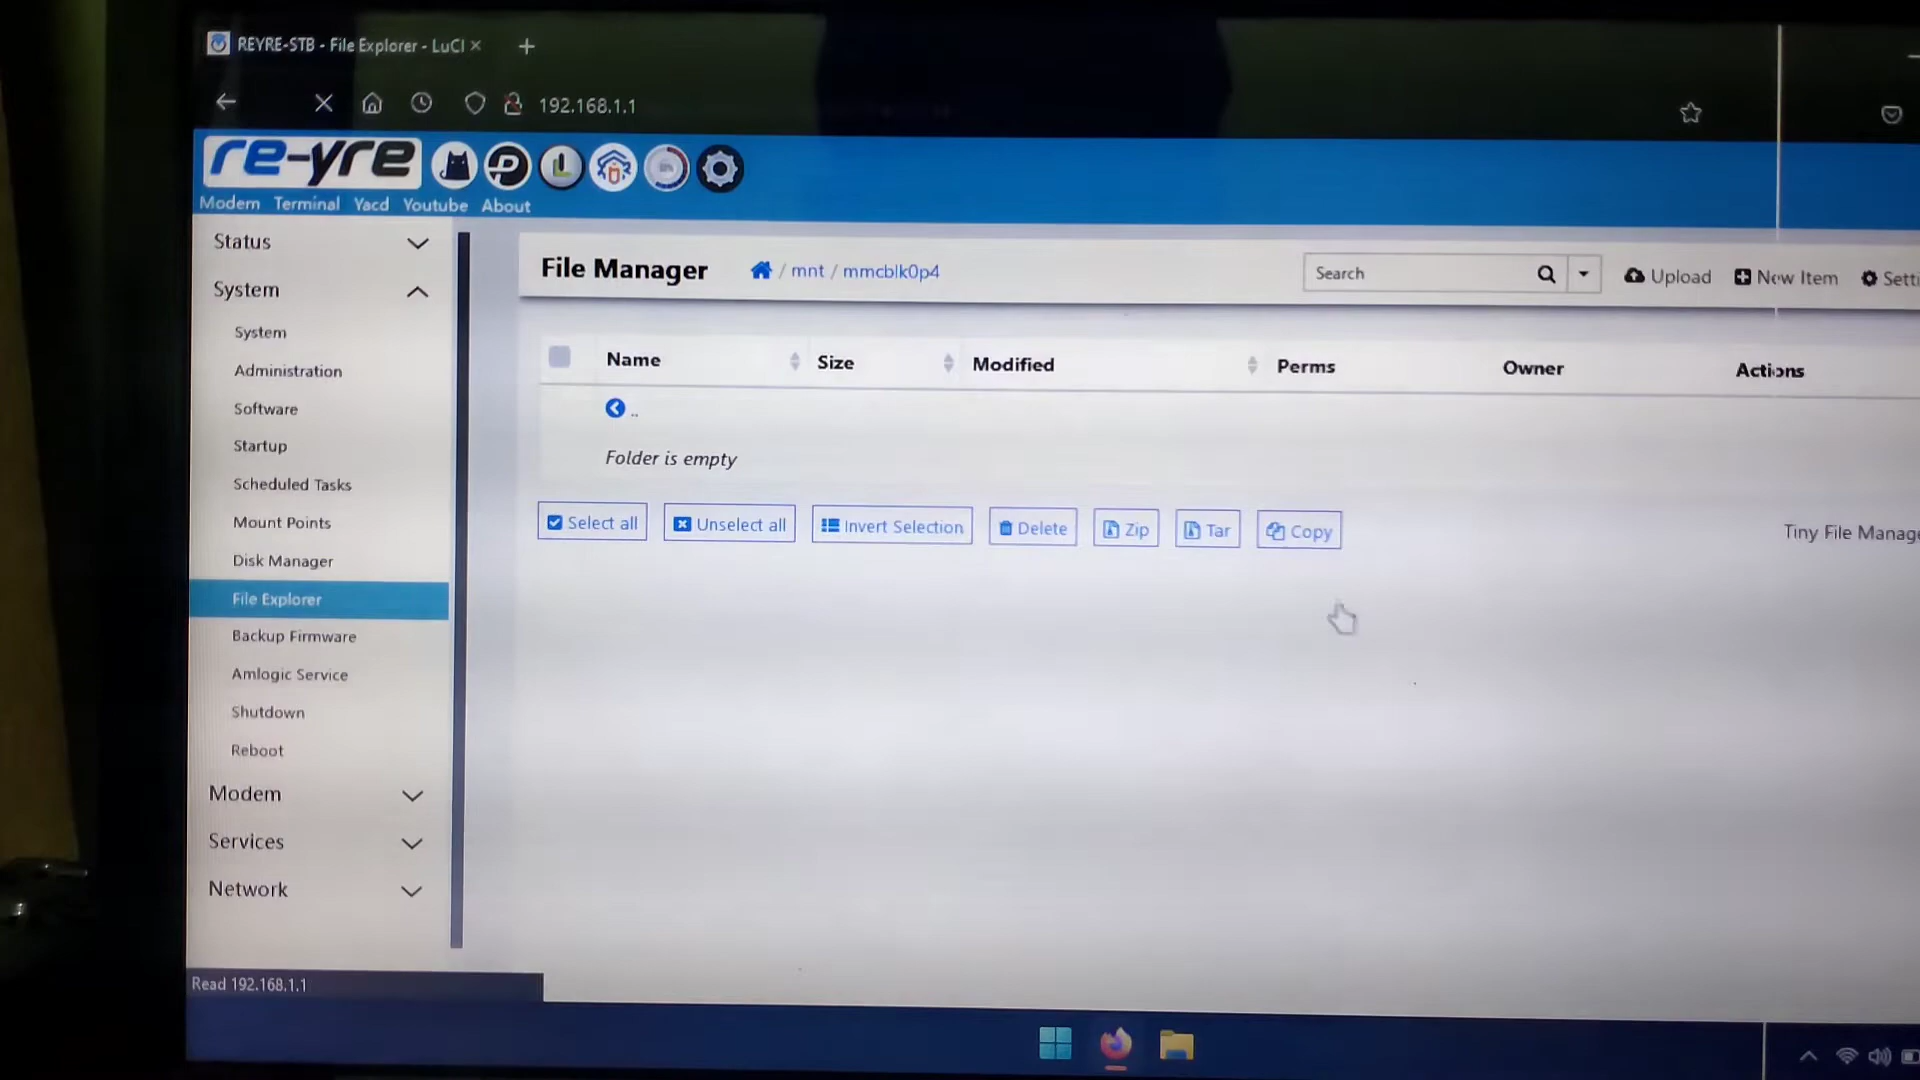 REYRE-STB - File Explorer - LuCI
192.168.1.1
re-yre
Modem Terminal Yacd Youtube About
Status
System
System
Administration
Software
Startup
Scheduled Tasks
Mount Points
Disk Manager
File Explorer
Backup Firmware
Amlogic Service
Shutdown
Reboot
Modem
Services
Network
File Manager / mnt / mmcblk0p4
Search
Upload New Item Setti
Name Size Modified Perms Owner Actions
..
Folder is empty
Select all Unselect all Invert Selection Delete Zip Tar Copy
Tiny File Manage
Read 192.168.1.1